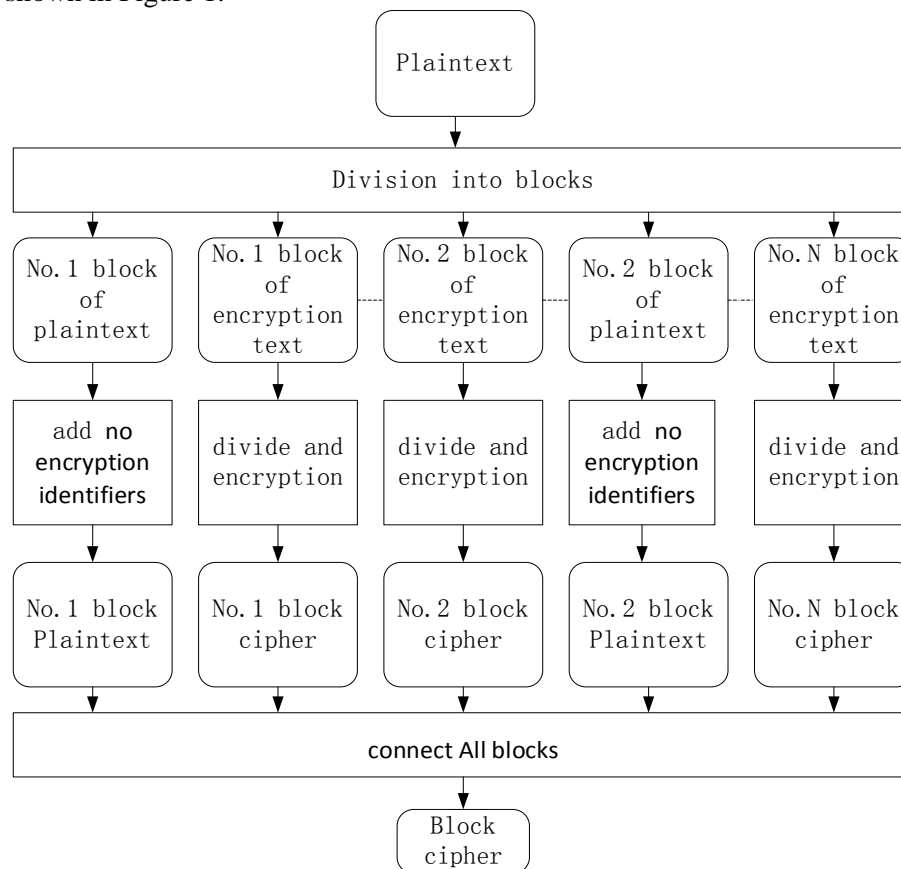 shown in Figure 1.
Plaintext
Division into blocks
No.1 block
of
plaintext
No.1 block
of
encryption
text
No.2 block
of
encryption
text
No.2 block
of
plaintext
No.N block
of
encryption
text
add no
encryption
identifiers
divide and
encryption
divide and
encryption
add no
encryption
identifiers
divide and
encryption
No.1 block
Plaintext
No.1 block
cipher
No.2 block
cipher
No.2 block
Plaintext
No.N block
cipher
connect All blocks
Block
cipher